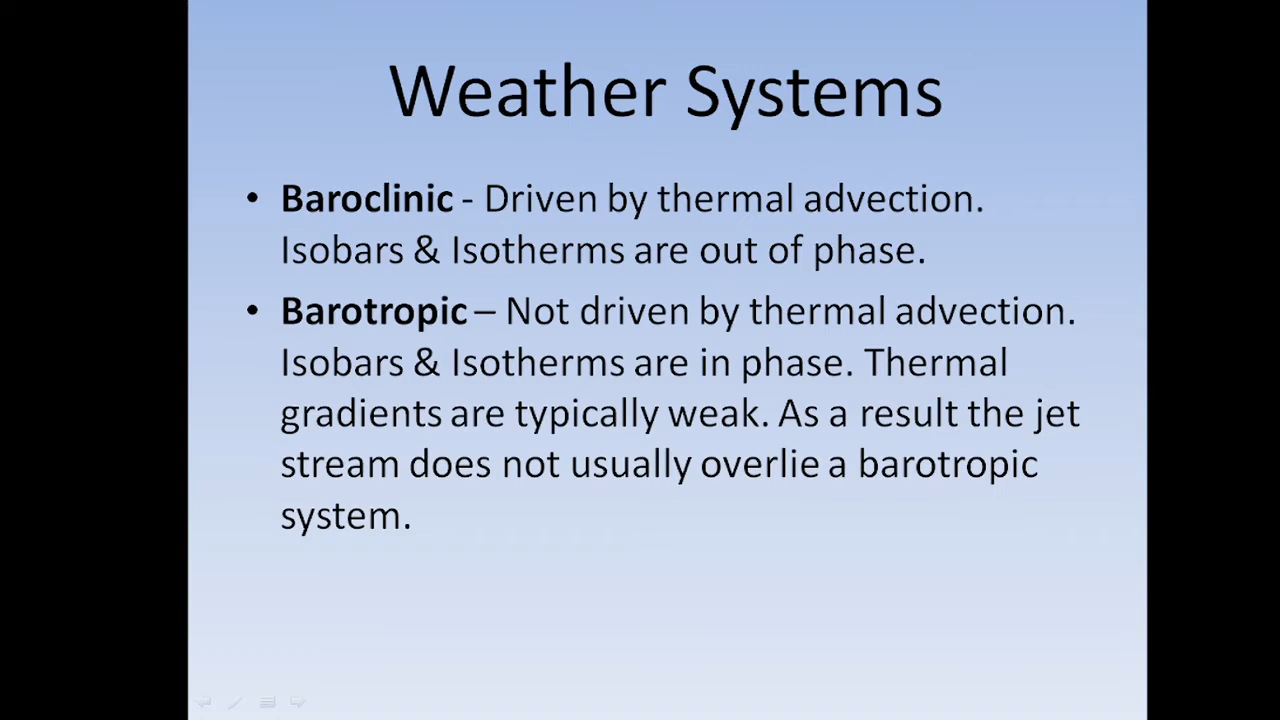 Weather Systems
• Baroclinic - Driven by thermal advection.
Isobars & Isotherms are out of phase.
• Barotropic – Not driven by thermal advection.
Isobars & Isotherms are in phase. Thermal
gradients are typically weak. As a result the jet
stream does not usually overlie a barotropic
system.